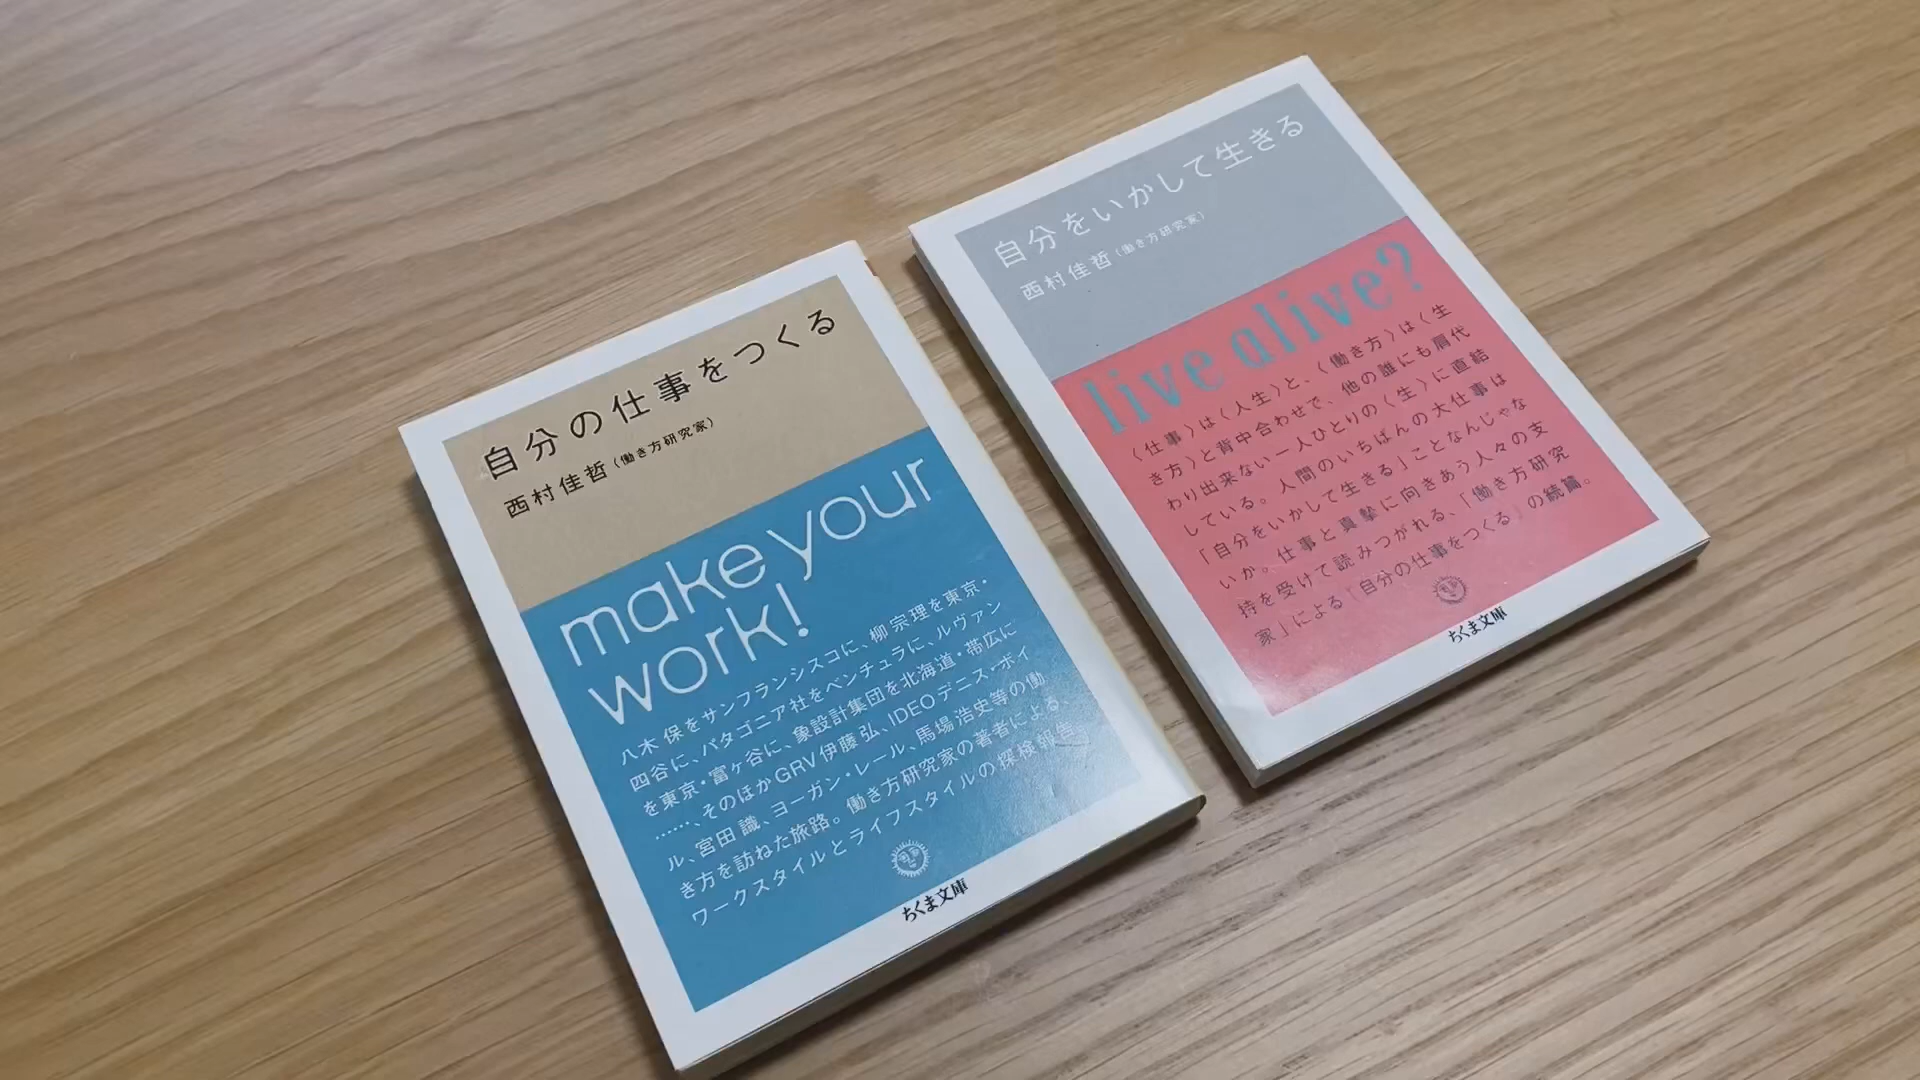 自分の仕事をつくる
西村佳哲(働き方研究家)
make your
work!
八木保をサンフランシスコに、柳宗理を東京・
四谷に、パタゴニア社をベンチュラに、ルヴァン
を東京・富ヶ谷に、象設計集団を北海道・帯広に
……、そのほかGRV伊藤弘、IDEOデニス・ボイ
ル、宮田識、ヨーガン・レール、馬場浩史等の働
き方を訪ねた旅路。働き方研究家の著者による、
ワークスタイルとライフスタイルの探検報告。
ちくま文庫
自分をいかして生きる
西村佳哲(働き方研究家)
live alive?
〈仕事〉は〈人生〉と、〈働き方〉は〈生
き方〉と背中合わせで、他の誰にも肩代
わり出来ない一人ひとりの〈生〉に直結
している。人間のいちばんの大仕事は
「自分をいかして生きる」ことなんじゃな
いか。仕事と真摯に向きあう人々の支
持を受けて読みつがれる、「働き方研究
家」による『自分の仕事をつくる』の続篇。
ちくま文庫